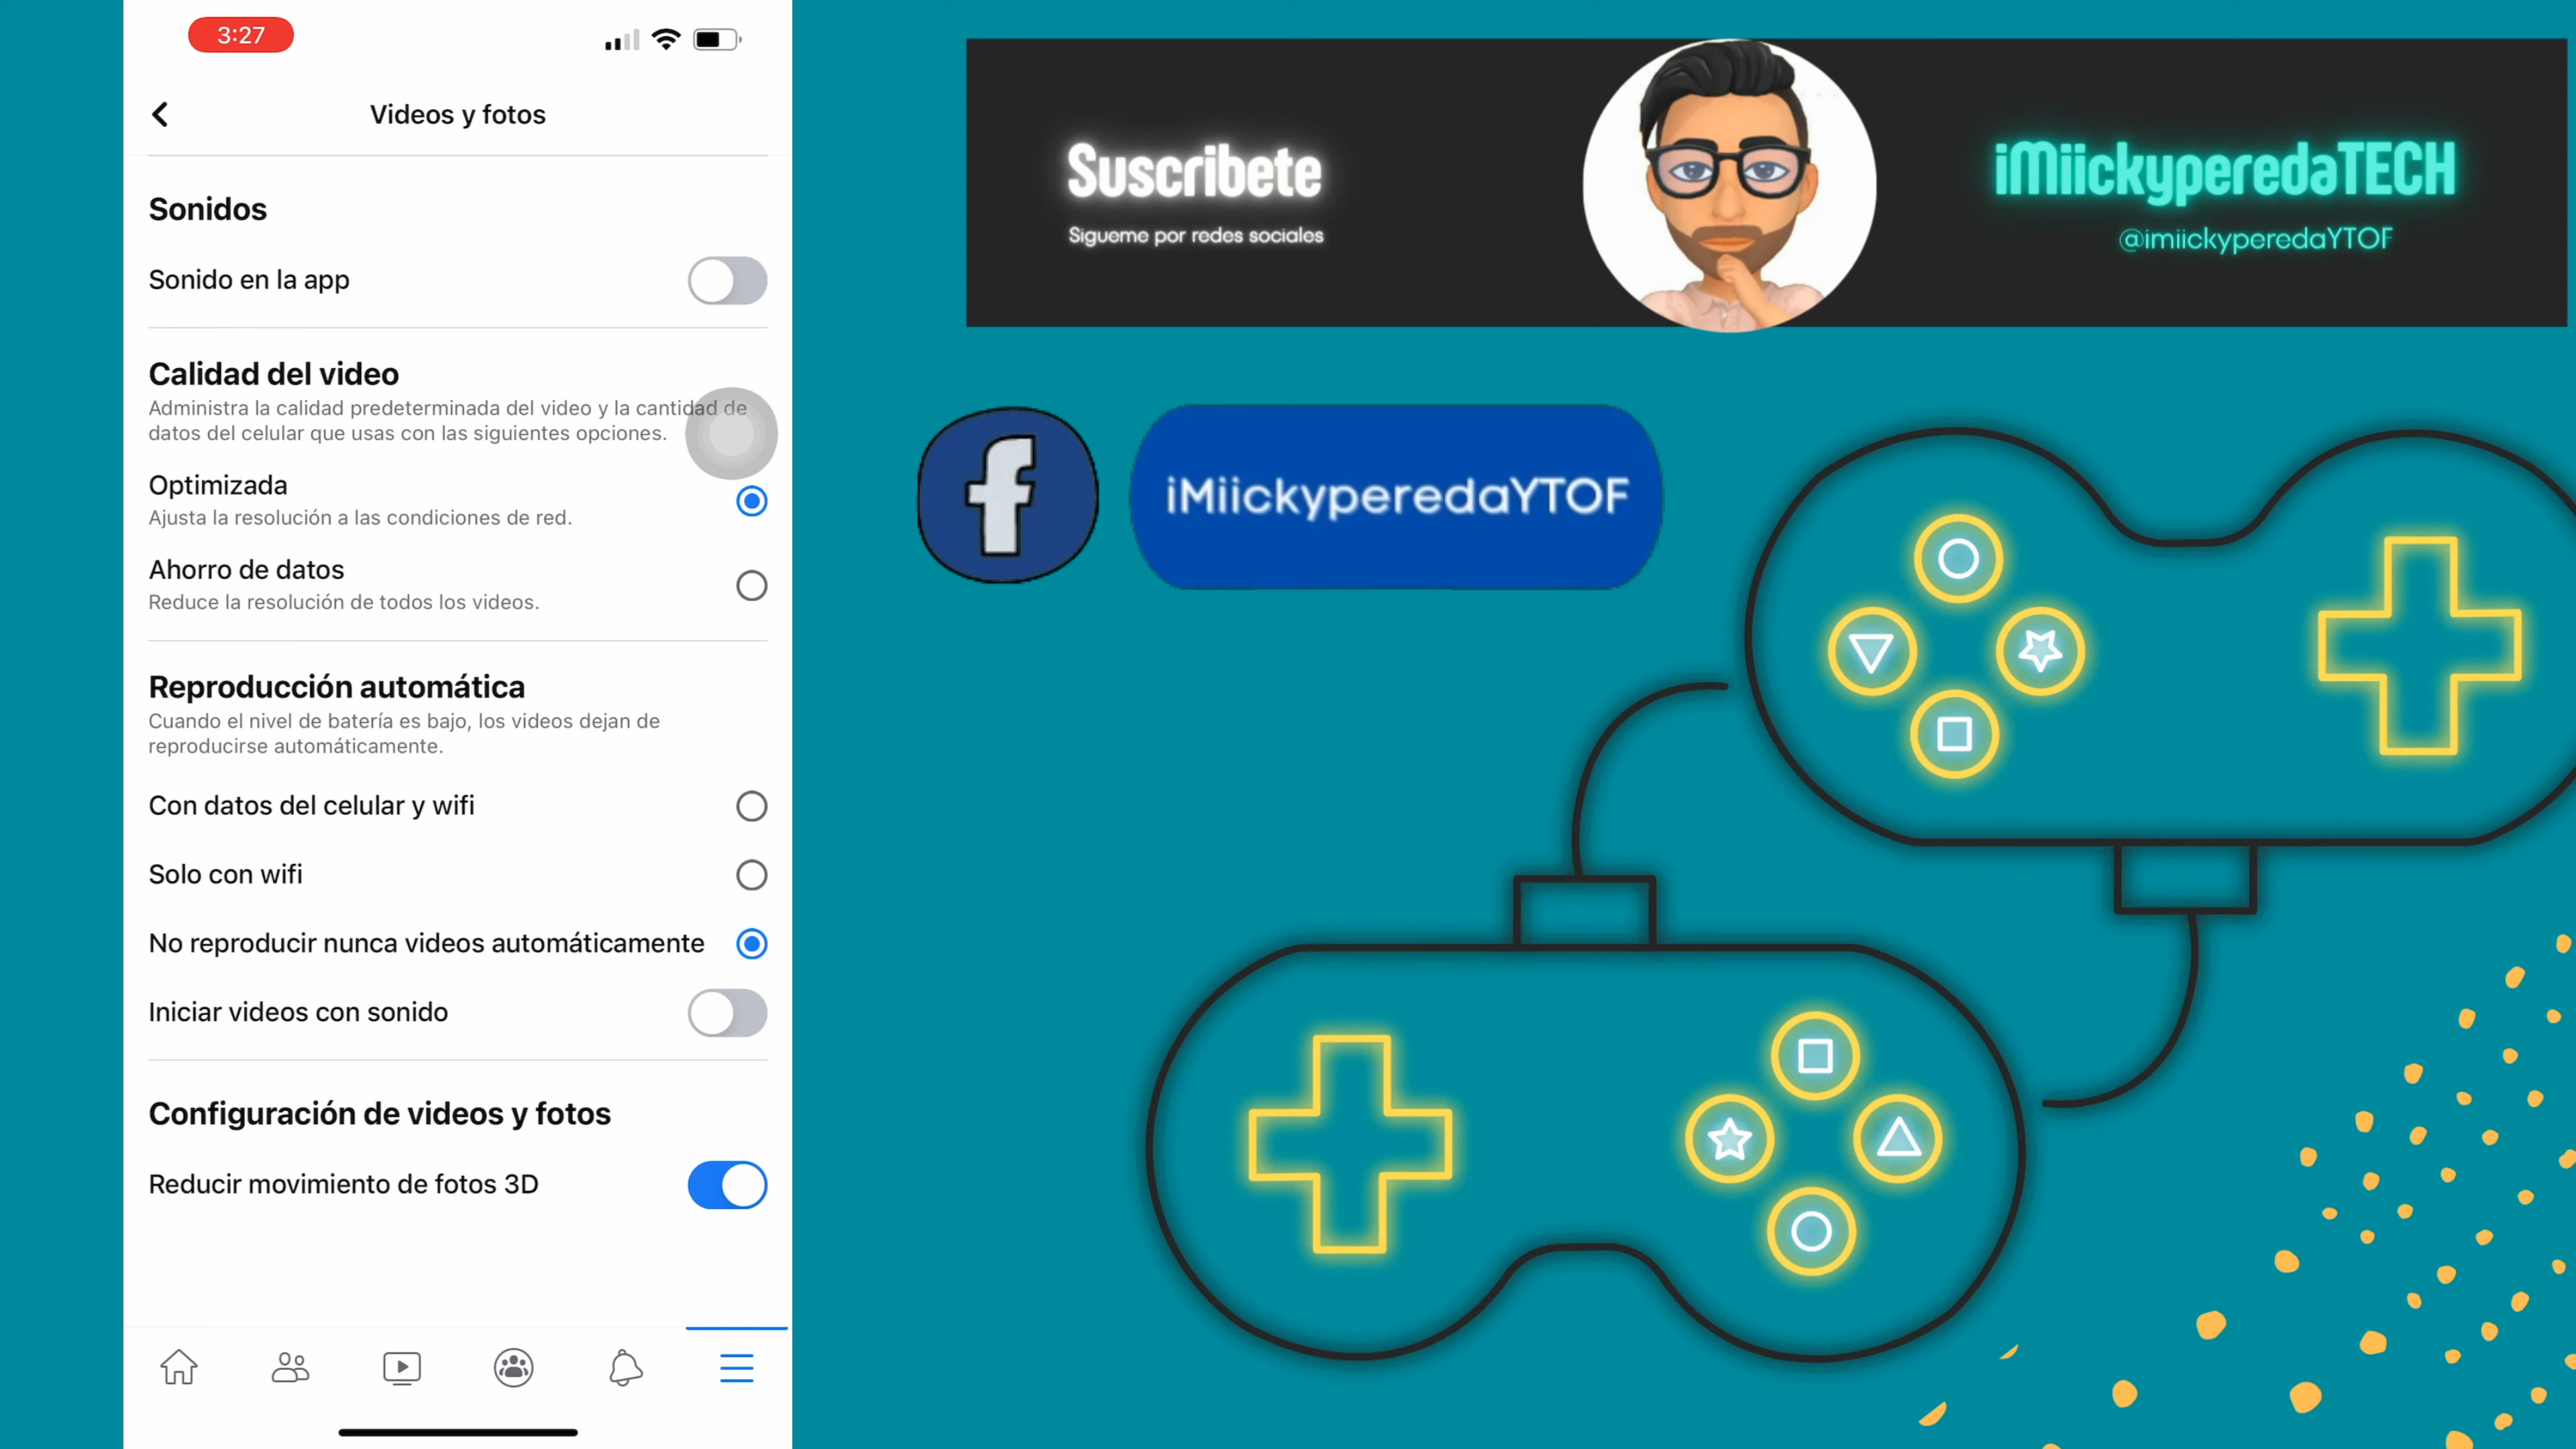 3:27
Videos y fotos
Sonidos
Sonido en la app
Calidad del video
Administra la calidad predeterminada del video y la cantidad de
datos del celular que usas con las siguientes opciones.
Optimizada
Ajusta la resolución a las condiciones de red.
Ahorro de datos
Reduce la resolución de todos los videos.
Reproducción automática
Cuando el nivel de batería es bajo, los videos dejan de
reproducirse automáticamente.
Con datos del celular y wifi
Solo con wifi
No reproducir nunca videos automáticamente
Iniciar videos con sonido
Configuración de videos y fotos
Reducir movimiento de fotos 3D
Suscribete
Sigueme por redes sociales
iMiickyperedaTECH
@imiickyperedaYTOF
f
iMiickyperedaYTOF